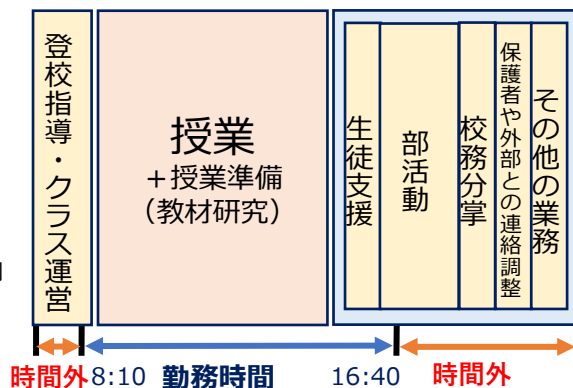 登校指導・クラス運営
授業
＋授業準備
（教材研究）
生徒支援
部活動
校務分掌
保護者や外部との連絡調整
その他の業務
時間外
8:10
勤務時間
16:40
時間外